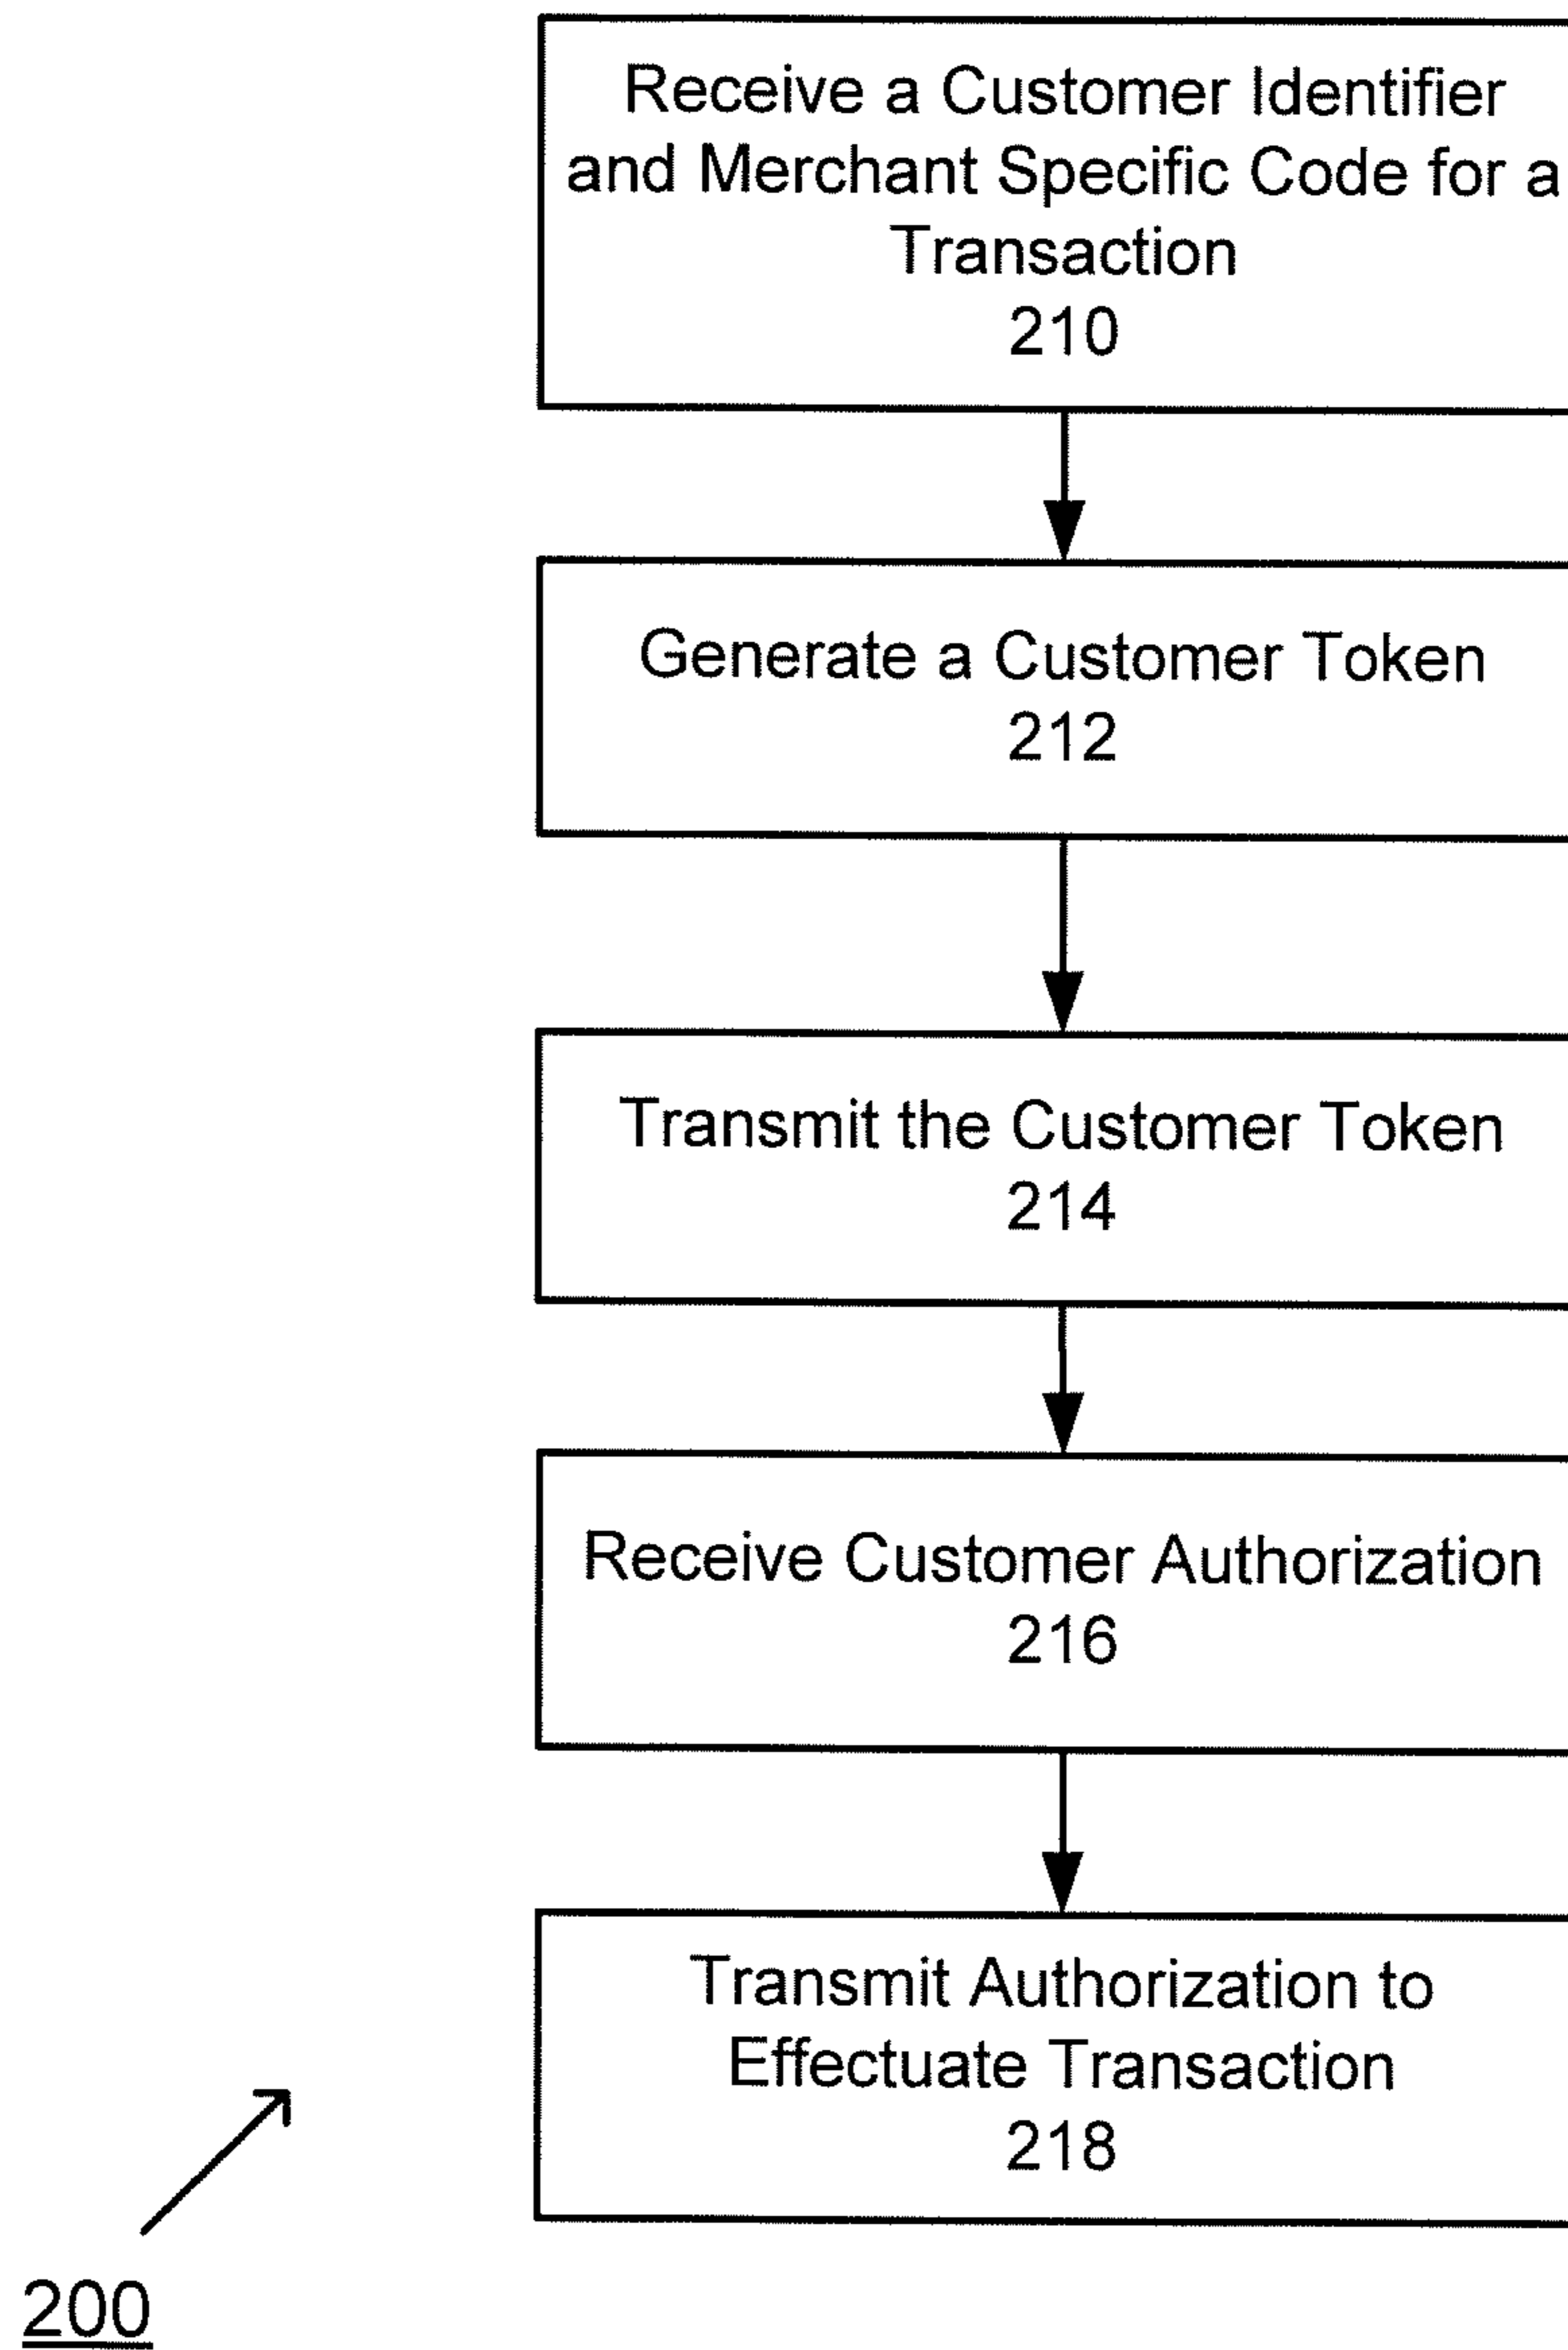 Receive a Customer Identifier
and Merchant Specific Code for a
Transaction
210
Generate a Customer Token
212
Transmit the Customer Token
214
Receive Customer Authorization
216
Transmit Authorization to
Effectuate Transaction
218
200